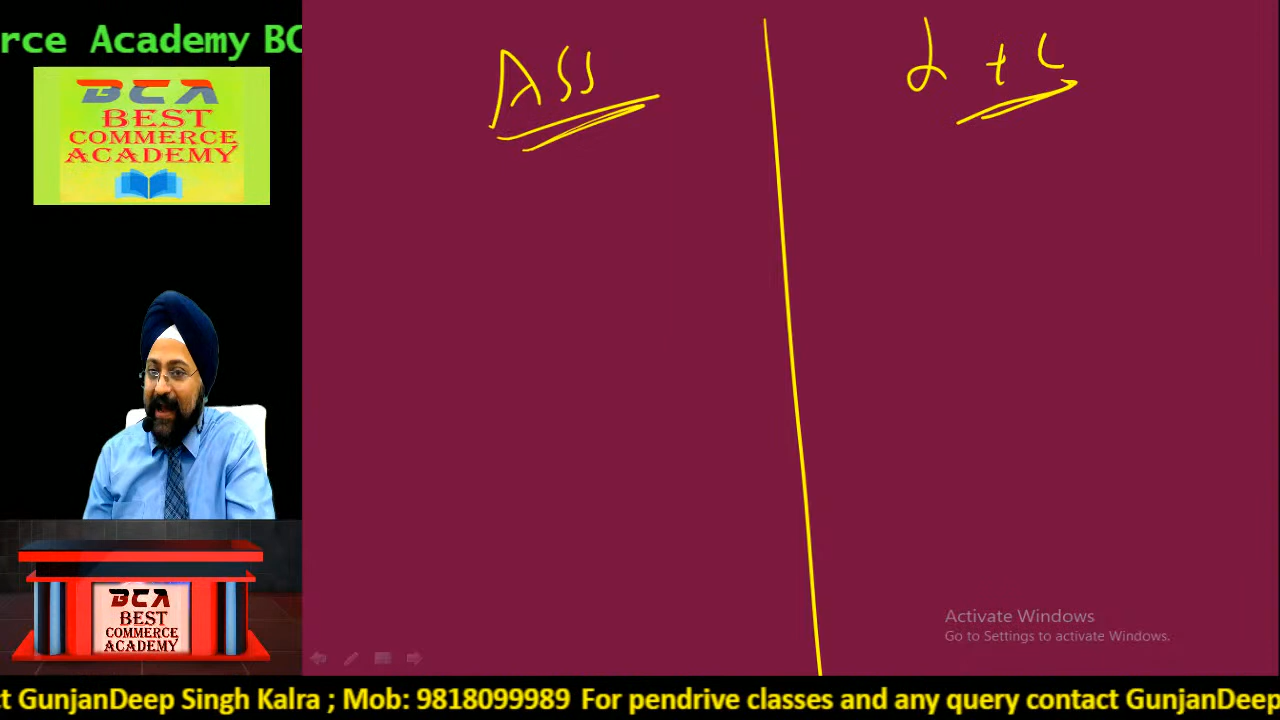 rce Academy BC
BCA
BEST
COMMERCE
ACADEMY
Ass
L + C
BCA
BEST
COMMERCE
ACADEMY
Activate Windows
Go to Settings to activate Windows.
ct GunjanDeep Singh Kalra ; Mob: 9818099989 For pendrive classes and any query contact GunjanDeep